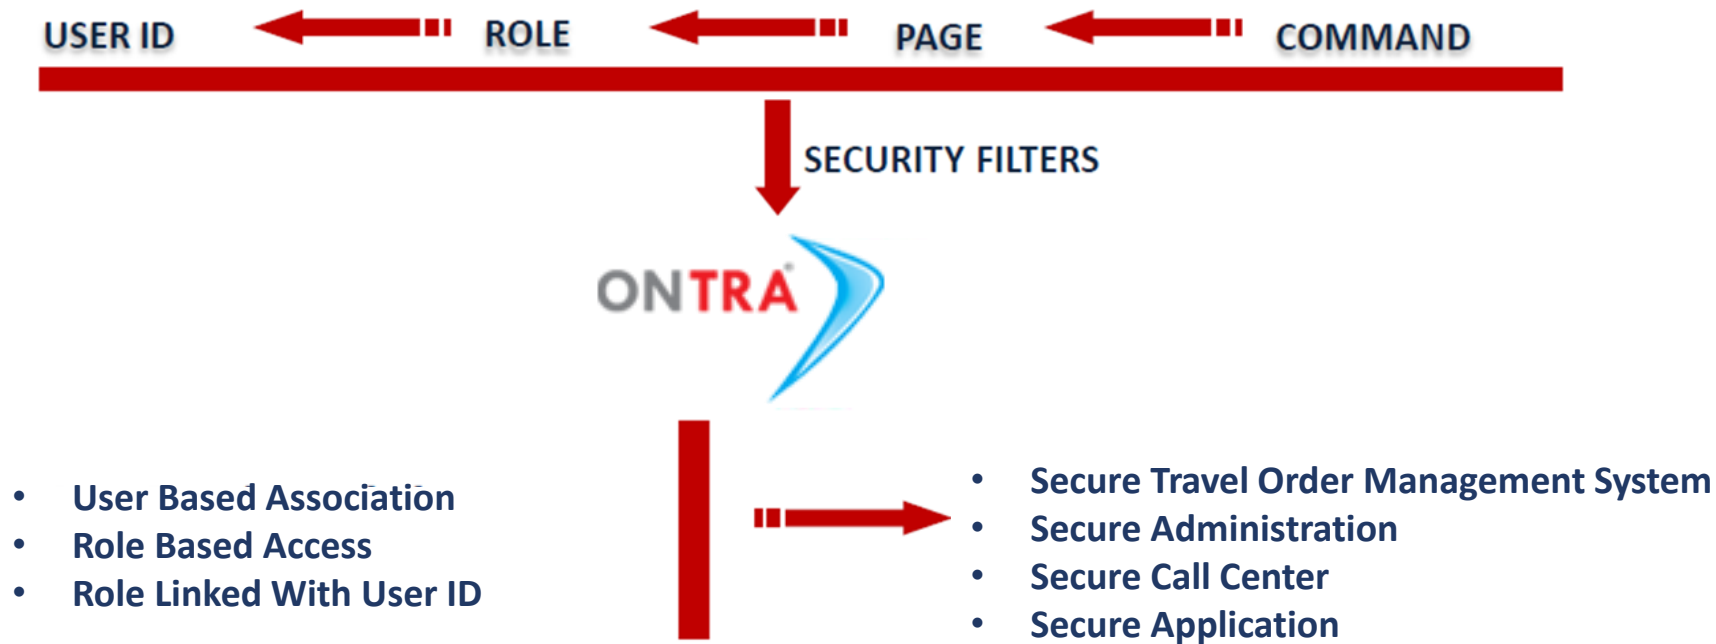 USER ID ROLE PAGE COMMAND
SECURITY FILTERS
ONTRA®
• User Based Association
• Role Based Access
• Role Linked With User ID
• Secure Travel Order Management System
• Secure Administration
• Secure Call Center
• Secure Application